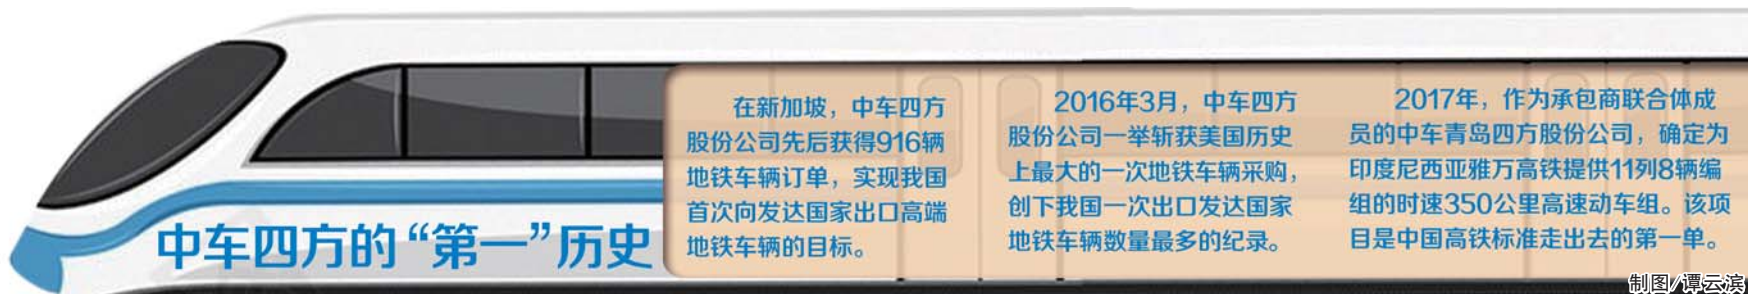 中车四方的“第一”历史
在新加坡，中车四方
股份公司先后获得916辆
地铁车辆订单，实现我国
首次向发达国家出口高端
地铁车辆的目标。
2016年3月，中车四方
股份公司一举斩获美国历史
上最大的一次地铁车辆采购，
创下我国一次出口发达国家
地铁车辆数量最多的纪录。
2017年，作为承包商联合体成
员的中车青岛四方股份公司，确定为
印度尼西亚雅万高铁提供11列8辆编
组的时速350公里高速动车组。该项
目是中国高铁标准走出去的第一单。
制图/谭云滨